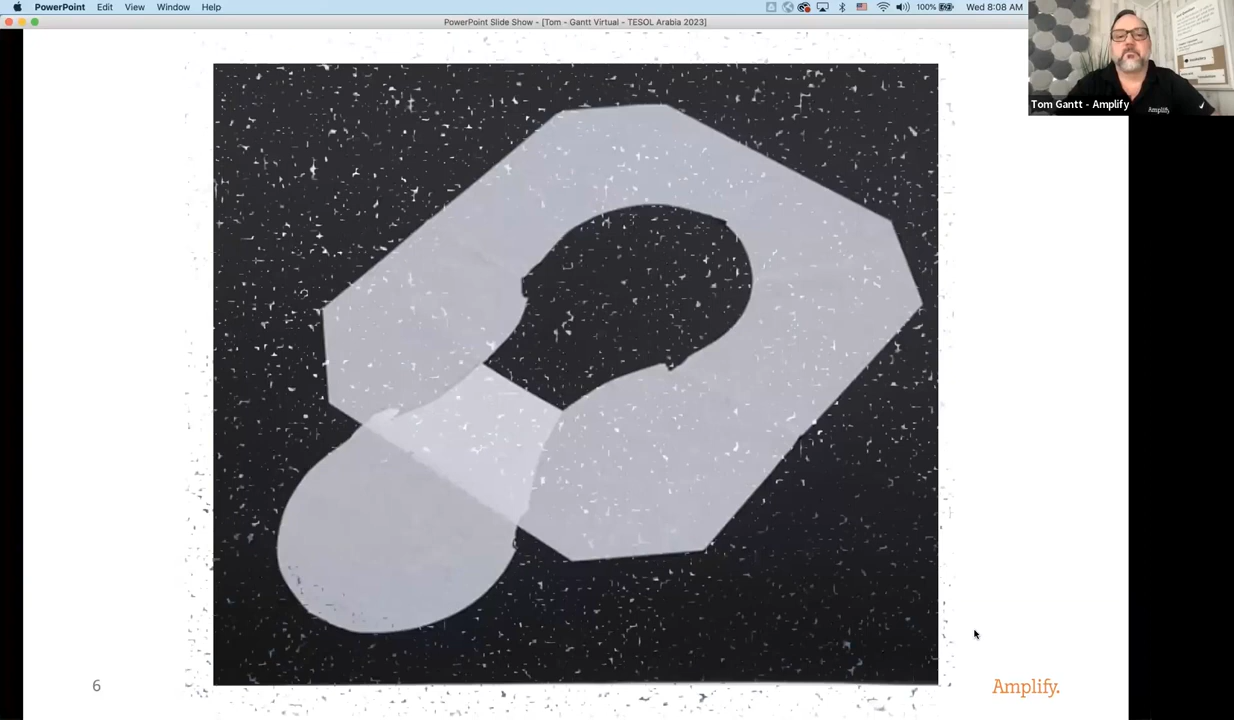 PowerPoint Edit View Window Help 100% Wed 8:08 AM
PowerPoint Slide Show - [Tom - Gantt Virtual - TESOL Arabia 2023]
Tom Gantt - Amplify
Amplify.
6
Amplify.